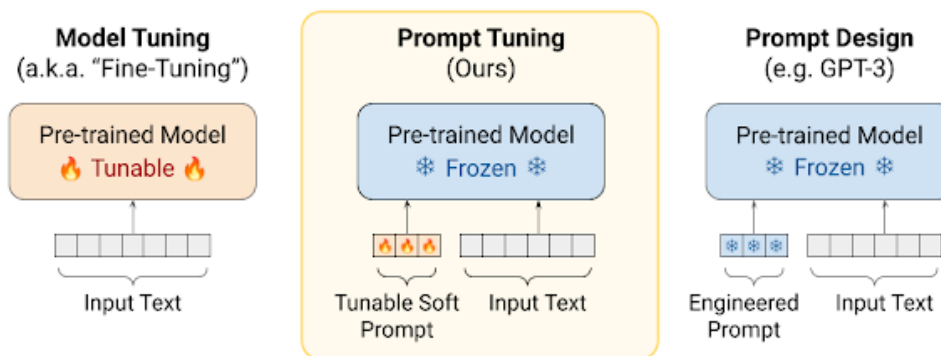 Model Tuning
(a.k.a. “Fine-Tuning”)
Pre-trained Model
Tunable
Input Text
Prompt Tuning
(Ours)
Pre-trained Model
Frozen
Tunable Soft
Prompt
Input Text
Prompt Design
(e.g. GPT-3)
Pre-trained Model
Frozen
Engineered
Prompt
Input Text